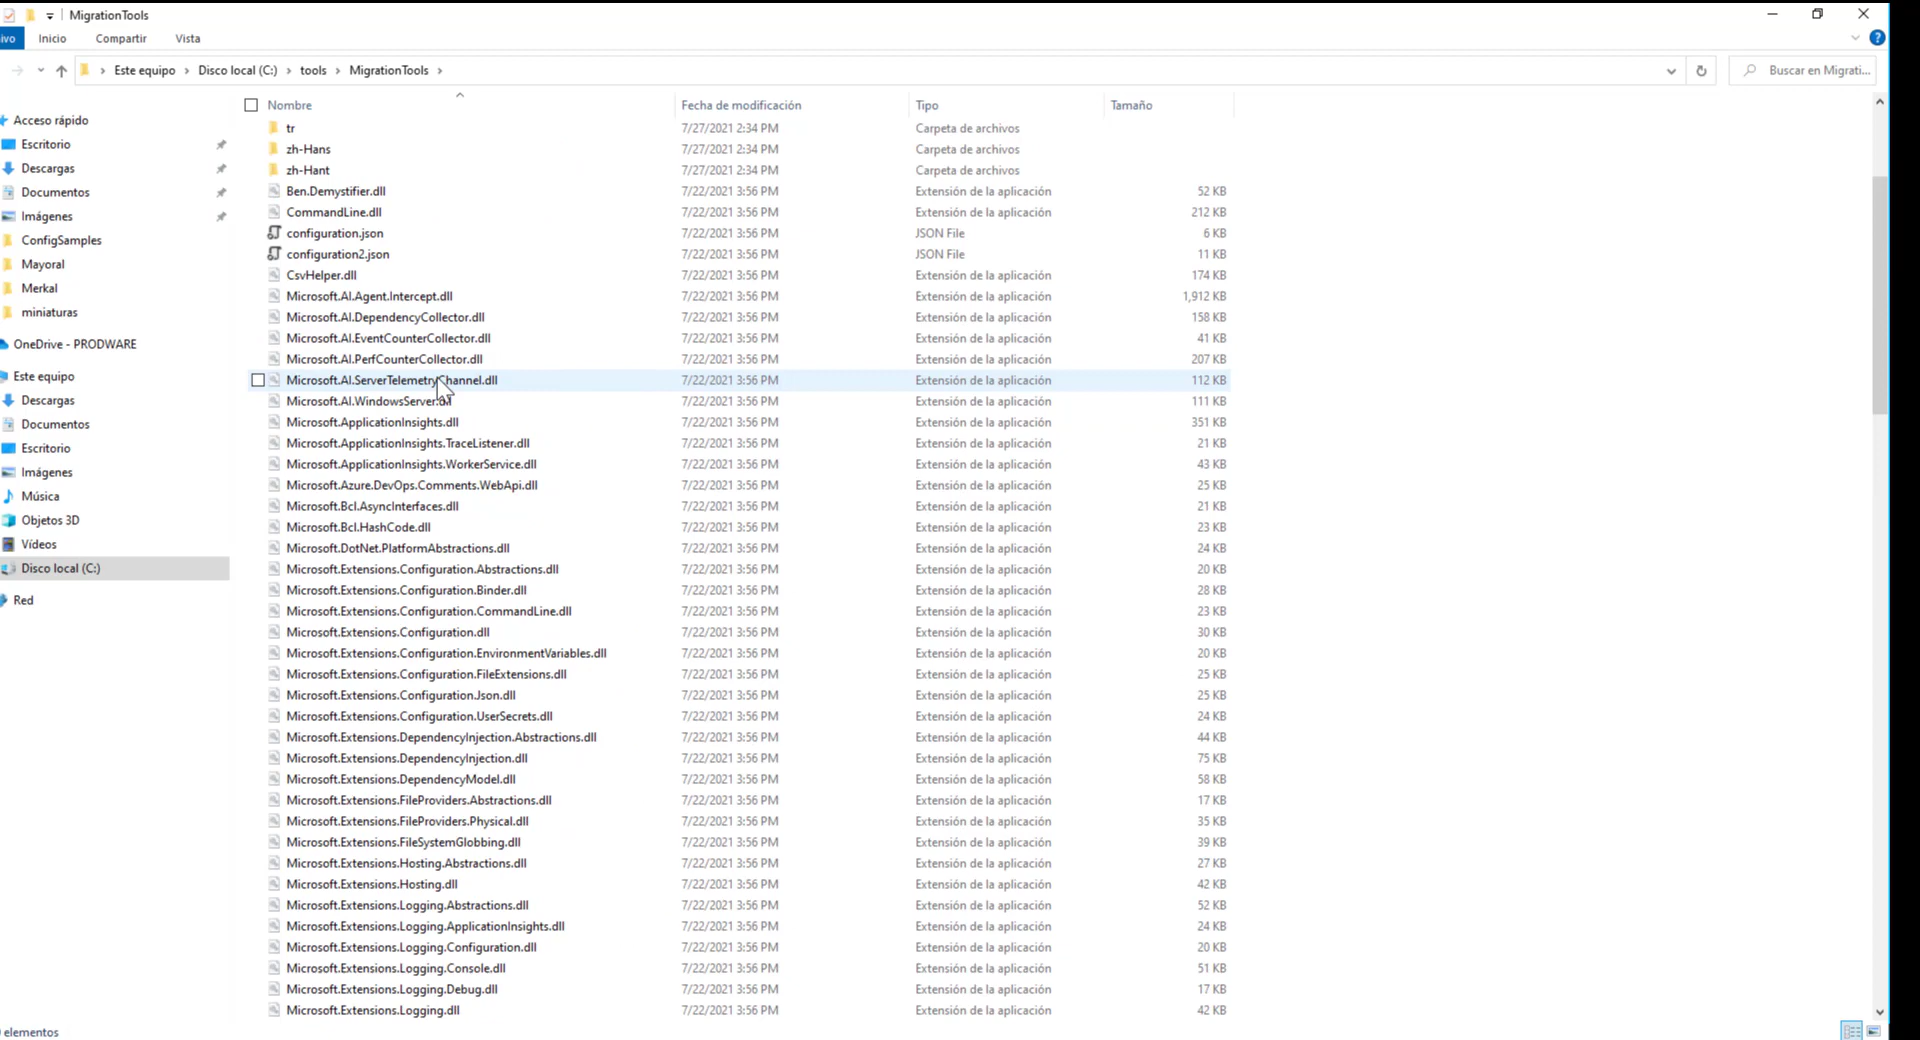 MigrationTools
ivo Inicio Compartir Vista
Este equipo Disco local (C:) tools MigrationTools Buscar en Migrati...
Nombre Fecha de modificación Tipo Tamaño
Acceso rápido
Escritorio
Descargas
Documentos
Imágenes
ConfigSamples
Mayoral
Merkal
miniaturas
OneDrive - PRODWARE
Este equipo
Descargas
Documentos
Escritorio
Imágenes
Música
Objetos 3D
Vídeos
Disco local (C:)
Red
tr 7/27/2021 2:34 PM Carpeta de archivos
zh-Hans 7/27/2021 2:34 PM Carpeta de archivos
zh-Hant 7/27/2021 2:34 PM Carpeta de archivos
Ben.Demystifier.dll 7/22/2021 3:56 PM Extensión de la aplicación 52 KB
CommandLine.dll 7/22/2021 3:56 PM Extensión de la aplicación 212 KB
configuration.json 7/22/2021 3:56 PM JSON File 6 KB
configuration2.json 7/22/2021 3:56 PM JSON File 11 KB
CsvHelper.dll 7/22/2021 3:56 PM Extensión de la aplicación 174 KB
Microsoft.AI.Agent.Intercept.dll 7/22/2021 3:56 PM Extensión de la aplicación 1,912 KB
Microsoft.AI.DependencyCollector.dll 7/22/2021 3:56 PM Extensión de la aplicación 158 KB
Microsoft.AI.EventCounterCollector.dll 7/22/2021 3:56 PM Extensión de la aplicación 41 KB
Microsoft.AI.PerfCounterCollector.dll 7/22/2021 3:56 PM Extensión de la aplicación 207 KB
Microsoft.AI.ServerTelemetryChannel.dll 7/22/2021 3:56 PM Extensión de la aplicación 112 KB
Microsoft.AI.WindowsServer.dll 7/22/2021 3:56 PM Extensión de la aplicación 111 KB
Microsoft.ApplicationInsights.dll 7/22/2021 3:56 PM Extensión de la aplicación 351 KB
Microsoft.ApplicationInsights.TraceListener.dll 7/22/2021 3:56 PM Extensión de la aplicación 21 KB
Microsoft.ApplicationInsights.WorkerService.dll 7/22/2021 3:56 PM Extensión de la aplicación 43 KB
Microsoft.Azure.DevOps.Comments.WebApi.dll 7/22/2021 3:56 PM Extensión de la aplicación 25 KB
Microsoft.Bcl.AsyncInterfaces.dll 7/22/2021 3:56 PM Extensión de la aplicación 21 KB
Microsoft.Bcl.HashCode.dll 7/22/2021 3:56 PM Extensión de la aplicación 23 KB
Microsoft.DotNet.PlatformAbstractions.dll 7/22/2021 3:56 PM Extensión de la aplicación 24 KB
Microsoft.Extensions.Configuration.Abstractions.dll 7/22/2021 3:56 PM Extensión de la aplicación 20 KB
Microsoft.Extensions.Configuration.Binder.dll 7/22/2021 3:56 PM Extensión de la aplicación 28 KB
Microsoft.Extensions.Configuration.CommandLine.dll 7/22/2021 3:56 PM Extensión de la aplicación 23 KB
Microsoft.Extensions.Configuration.dll 7/22/2021 3:56 PM Extensión de la aplicación 30 KB
Microsoft.Extensions.Configuration.EnvironmentVariables.dll 7/22/2021 3:56 PM Extensión de la aplicación 20 KB
Microsoft.Extensions.Configuration.FileExtensions.dll 7/22/2021 3:56 PM Extensión de la aplicación 25 KB
Microsoft.Extensions.Configuration.Json.dll 7/22/2021 3:56 PM Extensión de la aplicación 25 KB
Microsoft.Extensions.Configuration.UserSecrets.dll 7/22/2021 3:56 PM Extensión de la aplicación 24 KB
Microsoft.Extensions.DependencyInjection.Abstractions.dll 7/22/2021 3:56 PM Extensión de la aplicación 44 KB
Microsoft.Extensions.DependencyInjection.dll 7/22/2021 3:56 PM Extensión de la aplicación 75 KB
Microsoft.Extensions.DependencyModel.dll 7/22/2021 3:56 PM Extensión de la aplicación 58 KB
Microsoft.Extensions.FileProviders.Abstractions.dll 7/22/2021 3:56 PM Extensión de la aplicación 17 KB
Microsoft.Extensions.FileProviders.Physical.dll 7/22/2021 3:56 PM Extensión de la aplicación 35 KB
Microsoft.Extensions.FileSystemGlobbing.dll 7/22/2021 3:56 PM Extensión de la aplicación 39 KB
Microsoft.Extensions.Hosting.Abstractions.dll 7/22/2021 3:56 PM Extensión de la aplicación 27 KB
Microsoft.Extensions.Hosting.dll 7/22/2021 3:56 PM Extensión de la aplicación 42 KB
Microsoft.Extensions.Logging.Abstractions.dll 7/22/2021 3:56 PM Extensión de la aplicación 52 KB
Microsoft.Extensions.Logging.ApplicationInsights.dll 7/22/2021 3:56 PM Extensión de la aplicación 24 KB
Microsoft.Extensions.Logging.Configuration.dll 7/22/2021 3:56 PM Extensión de la aplicación 20 KB
Microsoft.Extensions.Logging.Console.dll 7/22/2021 3:56 PM Extensión de la aplicación 51 KB
Microsoft.Extensions.Logging.Debug.dll 7/22/2021 3:56 PM Extensión de la aplicación 17 KB
Microsoft.Extensions.Logging.dll 7/22/2021 3:56 PM Extensión de la aplicación 42 KB
elementos